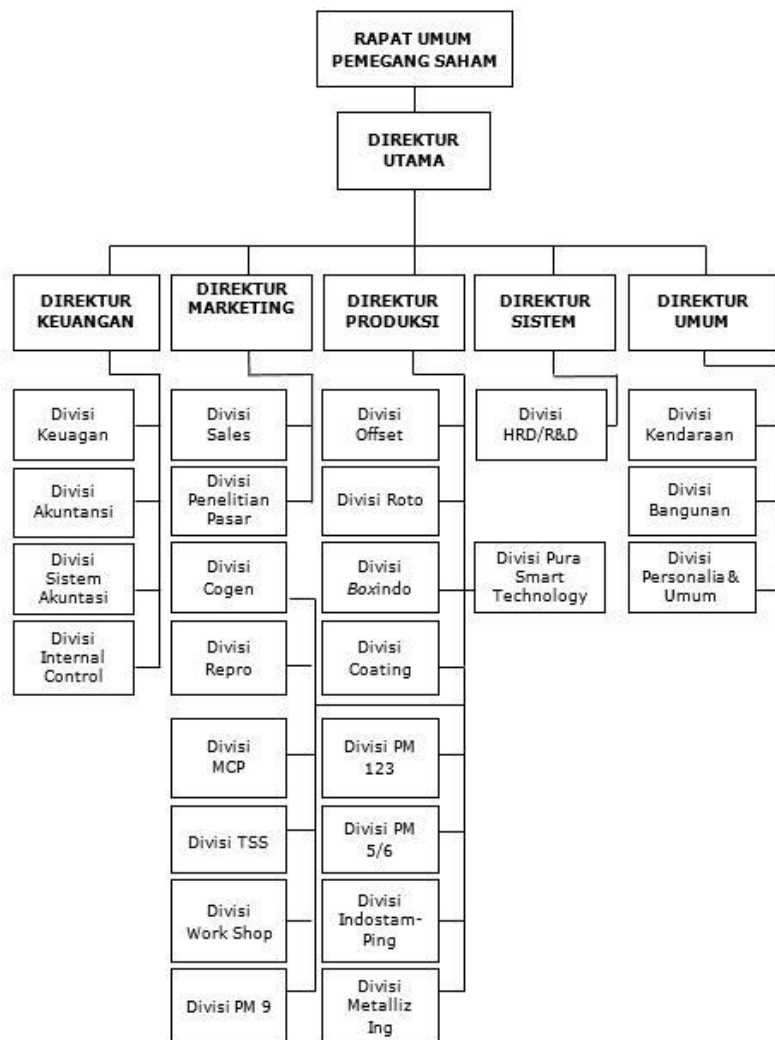 RAPAT UMUM
PEMEGANG SAHAM
DIREKTUR
UTAMA
DIREKTUR
KEUANGAN
DIREKTUR
MARKETING
DIREKTUR
PRODUKSI
DIREKTUR
SISTEM
DIREKTUR
UMUM
Divisi
Keuagan
Divisi
Sales
Divisi
Offset
Divisi
HRD/R&D
Divisi
Kendaraan
Divisi
Akuntansi
Divisi
Penelitian
Pasar
Divisi Roto
Divisi
Bangunan
Divisi
Sistem
Akuntasi
Divisi
Cogen
Divisi
Boxindo
Divisi Pura
Smart
Technology
Divisi
Personalia&
Umum
Divisi
Internal
Control
Divisi
Repro
Divisi
Coating
Divisi
MCP
Divisi PM
123
Divisi TSS
Divisi PM
5/6
Divisi
Work Shop
Divisi
Indostam-
Ping
Divisi PM 9
Divisi
Metalliz
Ing